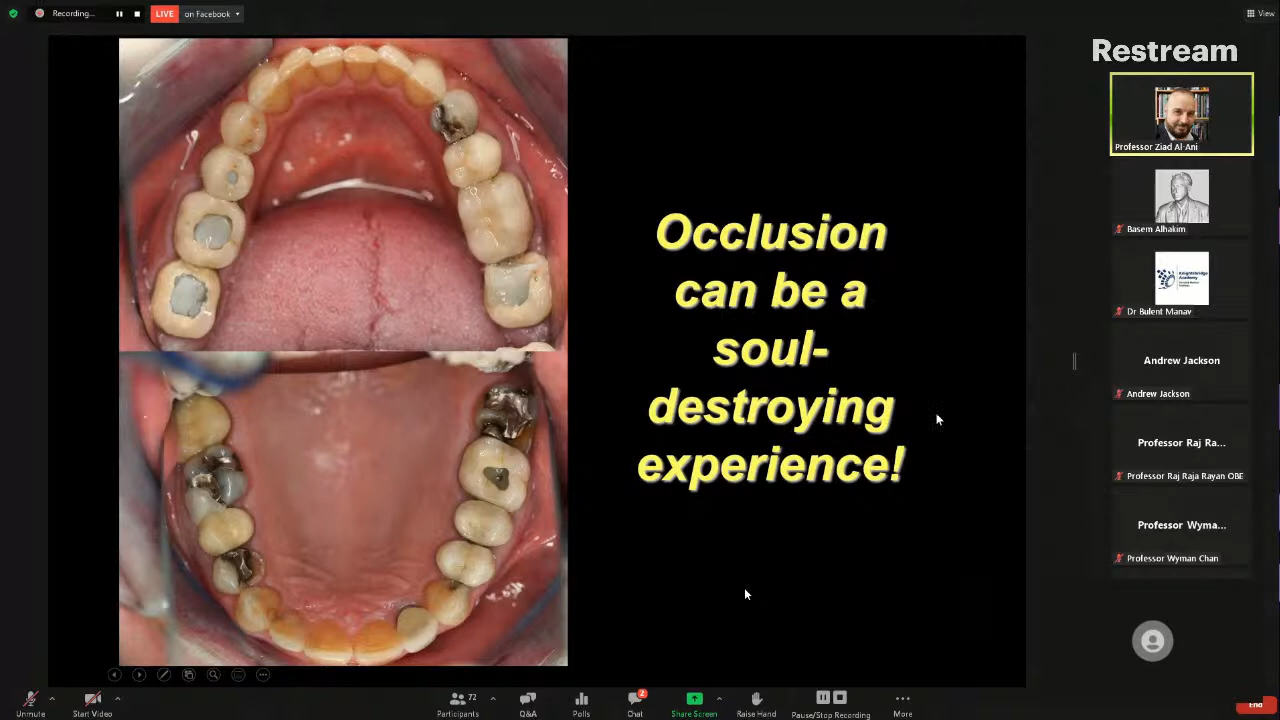 Recording...
LIVE
on Facebook
View
Restream
Professor Ziad Al-Ani
Basem Alhakim
Knightsbridge
Academy
Dr Bulent Manav
Andrew Jackson
Andrew Jackson
Professor Raj Ra...
Professor Raj Raja Rayan OBE
Professor Wyma...
Professor Wyman Chan
Occlusion
can be a
soul-
destroying
experience!
Unmute
Start Video
72
Participants
Q&A
Polls
2
Chat
Share Screen
Raise Hand
Pause/Stop Recording
More
End